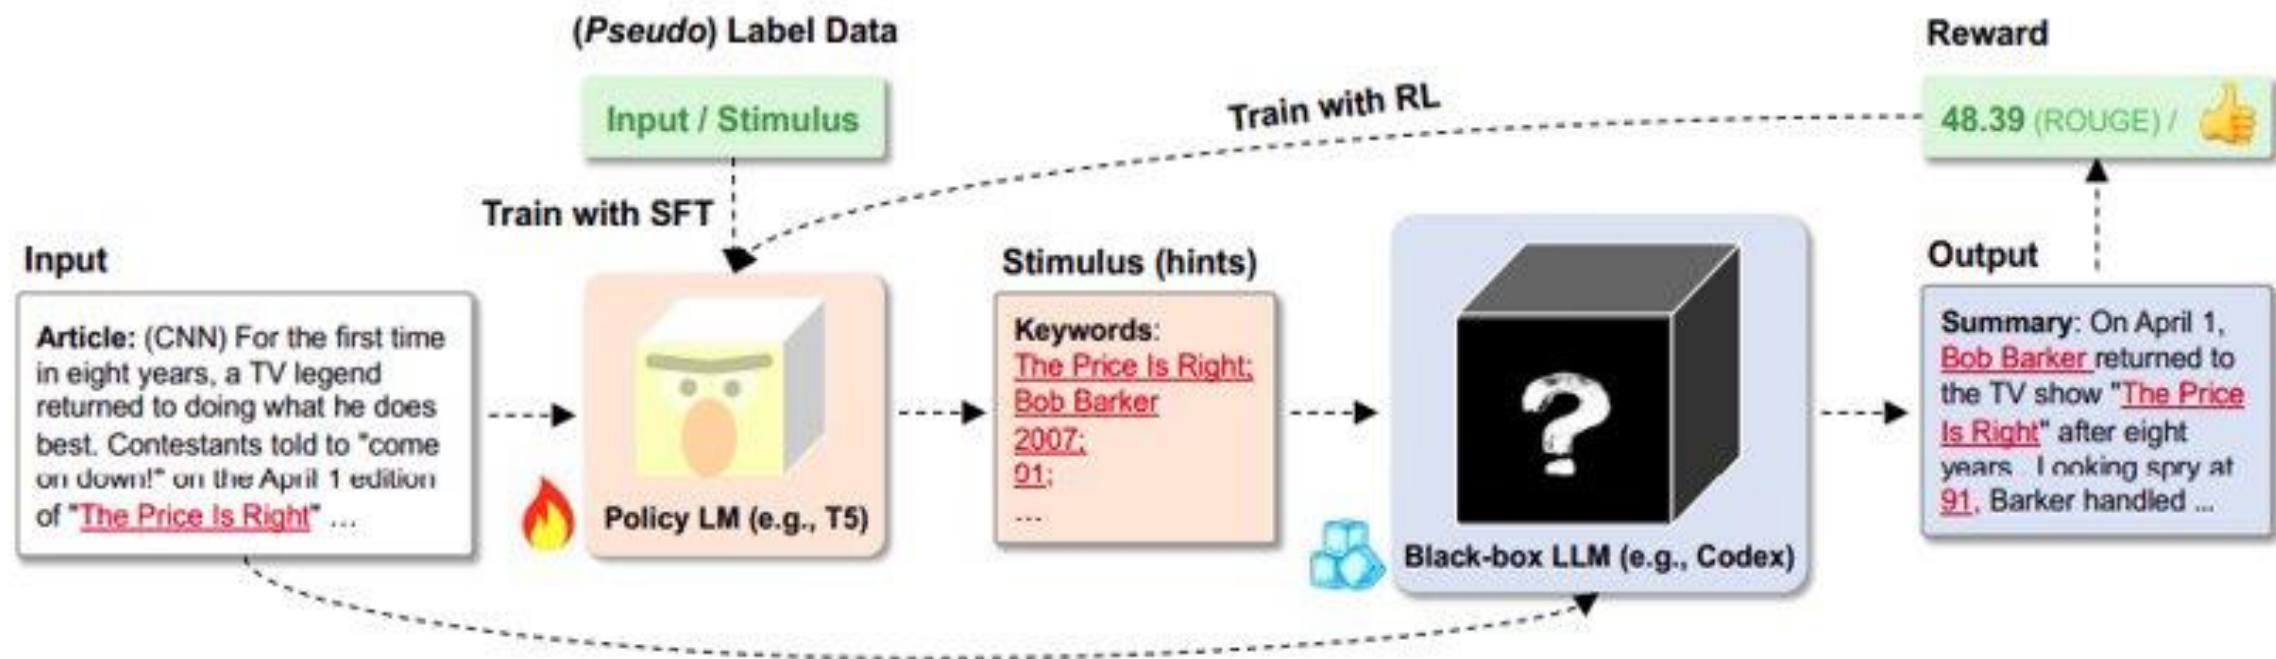 (Pseudo) Label Data
Input / Stimulus
Train with SFT
Train with RL
Reward
48.39 (ROUGE) /
Input
Article: (CNN) For the first time
in eight years, a TV legend
returned to doing what he does
best. Contestants told to "come
on down!" on the April 1 edition
of "The Price Is Right" ...
Policy LM (e.g., T5)
Stimulus (hints)
Keywords:
The Price Is Right;
Bob Barker
2007;
91;
...
?
Black-box LLM (e.g., Codex)
Output
Summary: On April 1,
Bob Barker returned to
the TV show "The Price
Is Right" after eight
years. Looking spry at
91, Barker handled ...